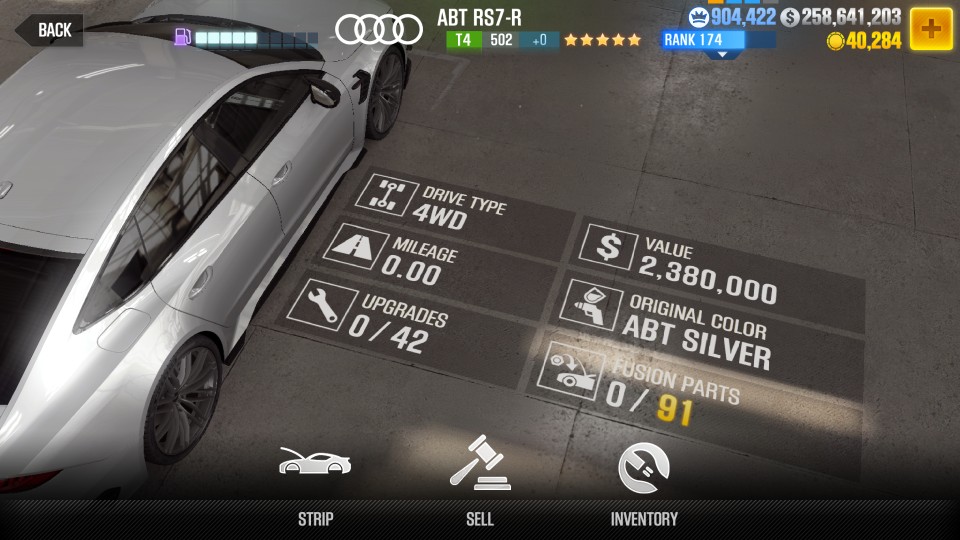 BACK
ABT RS7-R
T4 502 +0
904,422 258,641,203
RANK 174 40,284
DRIVE TYPE
4WD
MILEAGE
0.00
UPGRADES
0/42
VALUE
2,380,000
ORIGINAL COLOR
ABT SILVER
FUSION PARTS
0/91
STRIP
SELL
INVENTORY